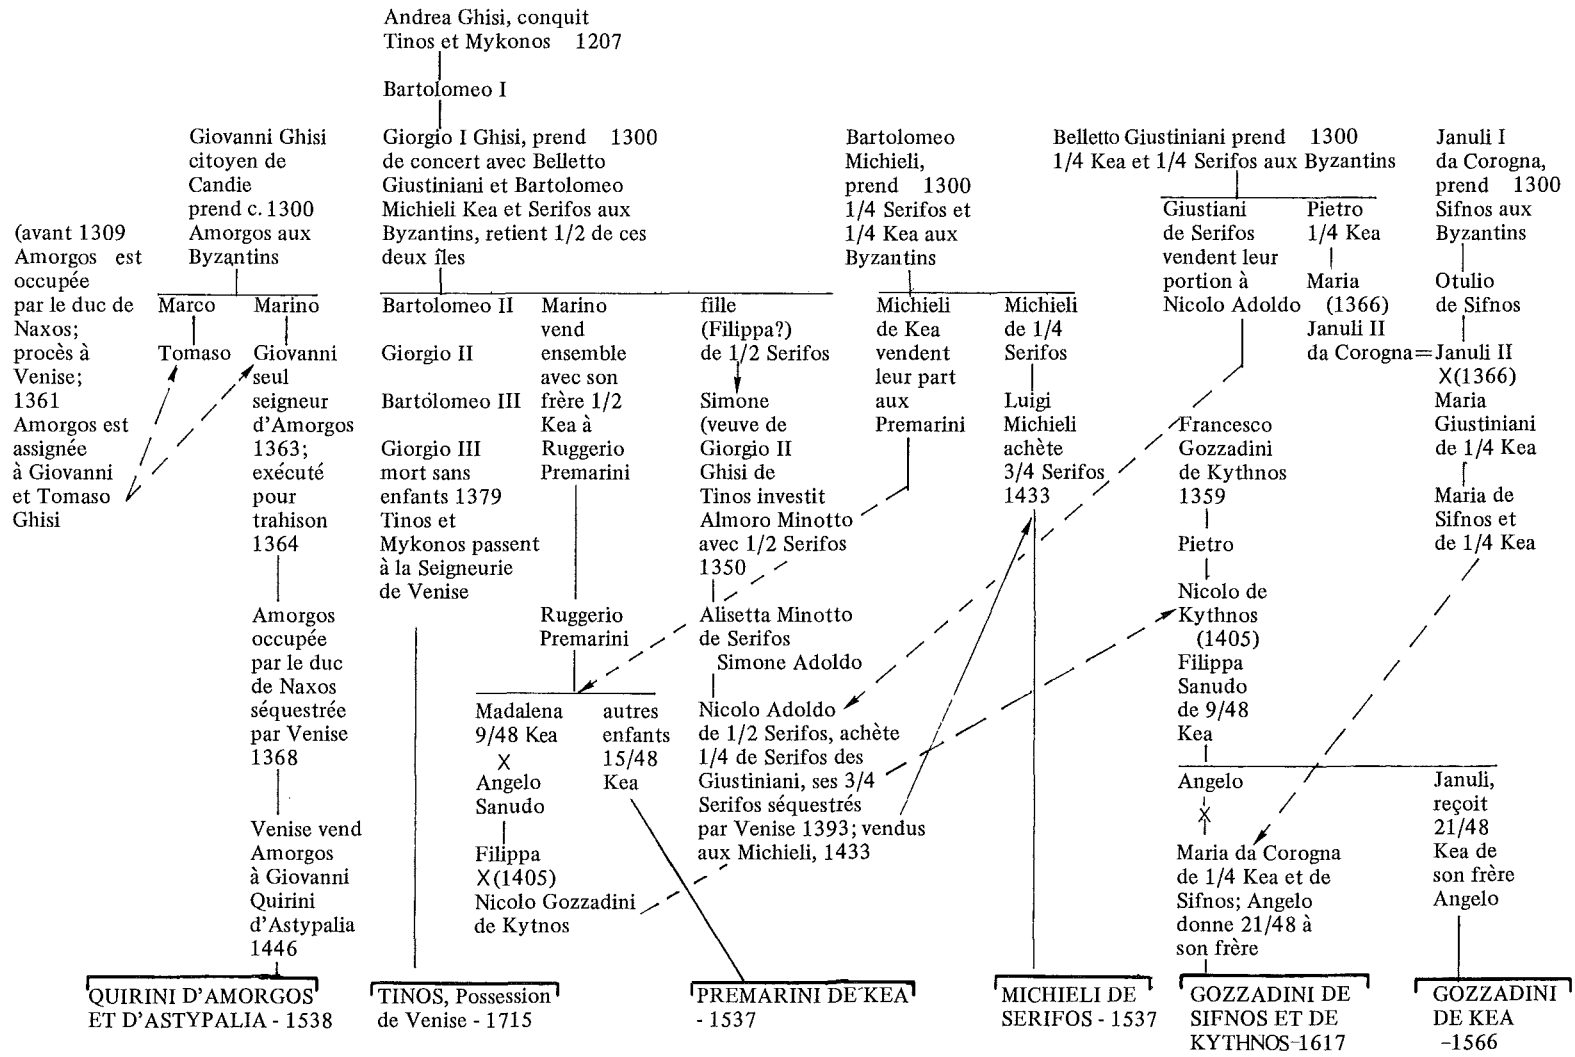 Andrea Ghisi, conquit
Tinos et Mykonos 1207
Bartolomeo I
Giovanni Ghisi
citoyen de
Candie
prend c. 1300
Amorgos aux
Byzantins
Giorgio I Ghisi, prend 1300
de concert avec Belletto
Giustiniani et Bartolomeo
Michieli Kea et Serifos aux
Byzantins, retient 1/2 de ces
deux îles
Bartolomeo
Michieli,
prend 1300
1/4 Serifos et
1/4 Kea aux
Byzantins
Belletto Giustiniani prend 1300
1/4 Kea et 1/4 Serifos aux Byzantins
Januli I
da Corogna,
prend 1300
Sifnos aux
Byzantins
(avant 1309
Amorgos est
occupée
par le duc de
Naxos;
procès à
Venise;
1361
Amorgos est
assignée
à Giovanni
et Tomaso
Ghisi
Marco
Tomaso
Marino
Giovanni
seul
seigneur
d'Amorgos
1363;
exécuté
pour
trahison
1364
Amorgos
occupée
par le duc
de Naxos
séquestrée
par Venise
1368
Venise vend
Amorgos
à Giovanni
Quirini
d'Astypalia
1446
Bartolomeo II
Giorgio II
Bartolomeo III
Giorgio III
mort sans
enfants 1379
Tinos et
Mykonos passent
à la Seigneurie
de Venise
Marino
vend
ensemble
avec son
frère 1/2
Kea à
Ruggerio
Premarini
Ruggerio
Premarini
Madalena
9/48 Kea
X
Angelo
Sanudo
Filippa
X(1405)
Nicolo Gozzadini
de Kytnos
autres
enfants
15/48
Kea
fille
(Filippa?)
de 1/2 Serifos
Simone
(veuve de
Giorgio II
Ghisi de
Tinos investit
Almoro Minotto
avec 1/2 Serifos
1350
Alisetta Minotto
de Serifos
Simone Adoldo
Nicolo Adoldo
de 1/2 Serifos, achète
1/4 de Serifos des
Giustiniani, ses 3/4
Serifos séquestrés
par Venise 1393; vendus
aux Michieli, 1433
Michieli
de Kea
vendent
leur part
aux
Premarini
Michieli
de 1/4
Serifos
Luigi
Michieli
achète
3/4 Serifos
1433
Giustiani
de Serifos
vendent leur
portion à
Nicolo Adoldo
Pietro
1/4 Kea
Maria
(1366)
Januli II
da Corogna=
Francesco
Gozzadini
de Kythnos
1359
Pietro
Nicolo de
Kythnos
(1405)
Filippa
Sanudo
de 9/48
Kea
Angelo
X
Maria da Corogna
de 1/4 Kea et de
Sifnos; Angelo
donne 21/48 à
son frère
Otulio
de Sifnos
Januli II
X(1366)
Maria
Giustiniani
de 1/4 Kea
Maria de
Sifnos et
de 1/4 Kea
Januli,
reçoit
21/48
Kea de
son frère
Angelo
QUIRINI D'AMORGOS
ET D'ASTYPALIA - 1538
TINOS, Possession
de Venise - 1715
PREMARINI DE KEA
- 1537
MICHIELI DE
SERIFOS - 1537
GOZZADINI DE
SIFNOS ET DE
KYTHNOS-1617
GOZZADINI
DE KEA
-1566